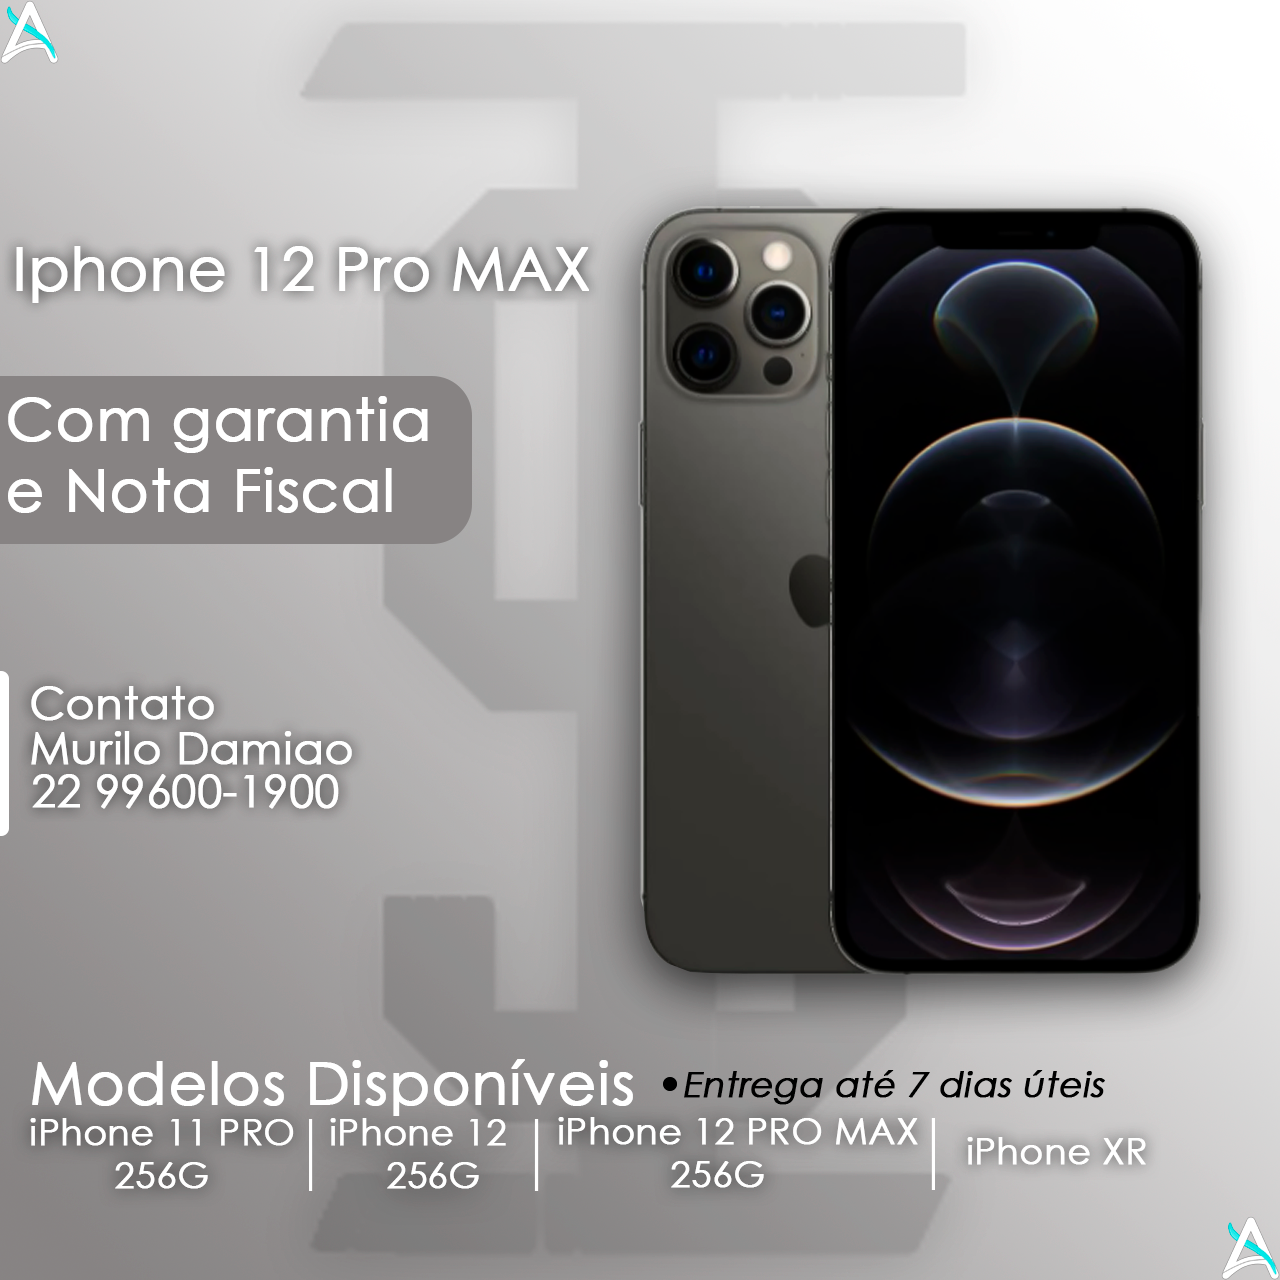 Iphone 12 Pro MAX
Com garantia
e Nota Fiscal
Contato
Murilo Damiao
22 99600-1900
Modelos Disponíveis
•Entrega até 7 dias úteis
iPhone 11 PRO
256G
iPhone 12
256G
iPhone 12 PRO MAX
256G
iPhone XR